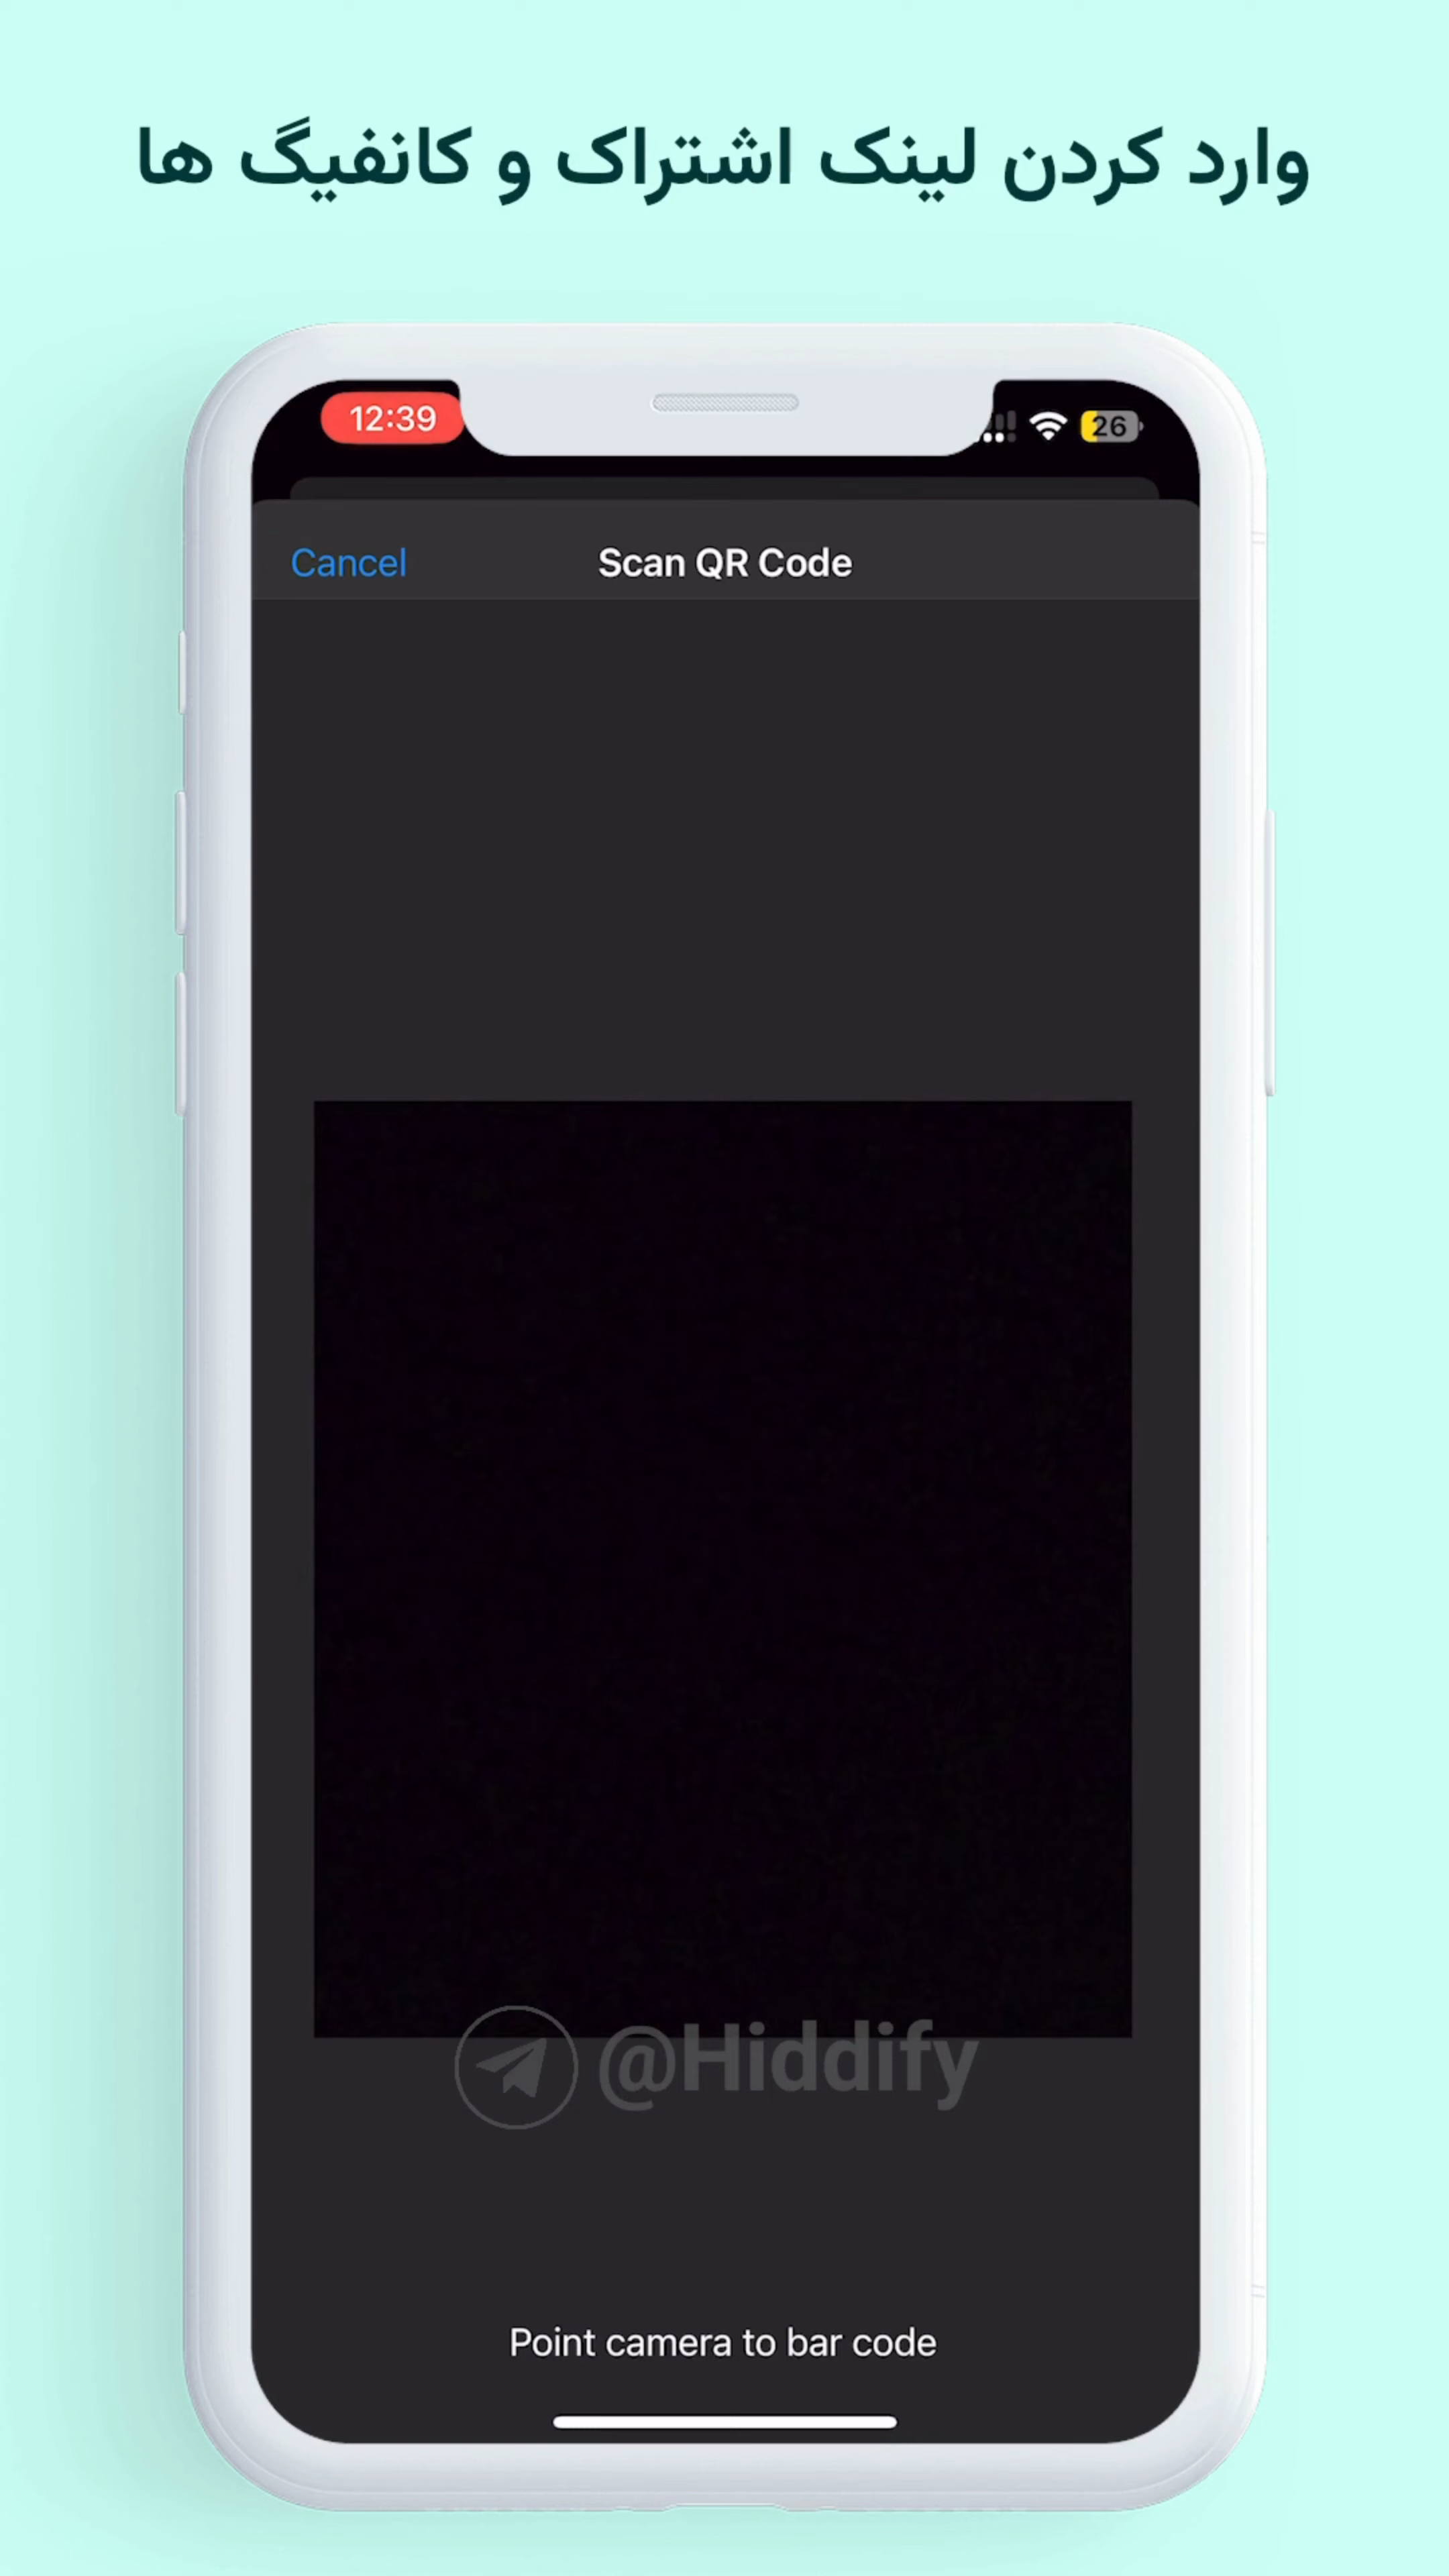 وارد کردن لینک اشتراک و کانفیگ ها
12:39
26
Cancel
Scan QR Code
@Hiddify
Point camera to bar code